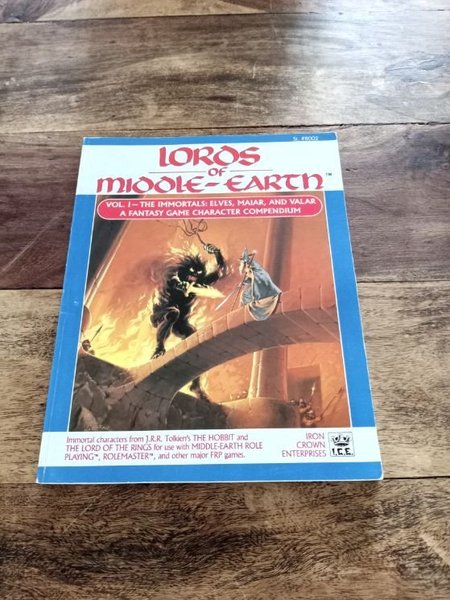 St. #8002
LORDS
OF
MIDDLE-EARTH™
VOL. I – THE IMMORTALS: ELVES, MAIAR, AND VALAR
A FANTASY GAME CHARACTER COMPENDIUM
Immortal characters from J.R.R. Tolkien's THE HOBBIT and
THE LORD OF THE RINGS for use with MIDDLE-EARTH ROLE
PLAYING™, ROLEMASTER™, and other major FRP games.
IRON
CROWN
ENTERPRISES
I.C.E.